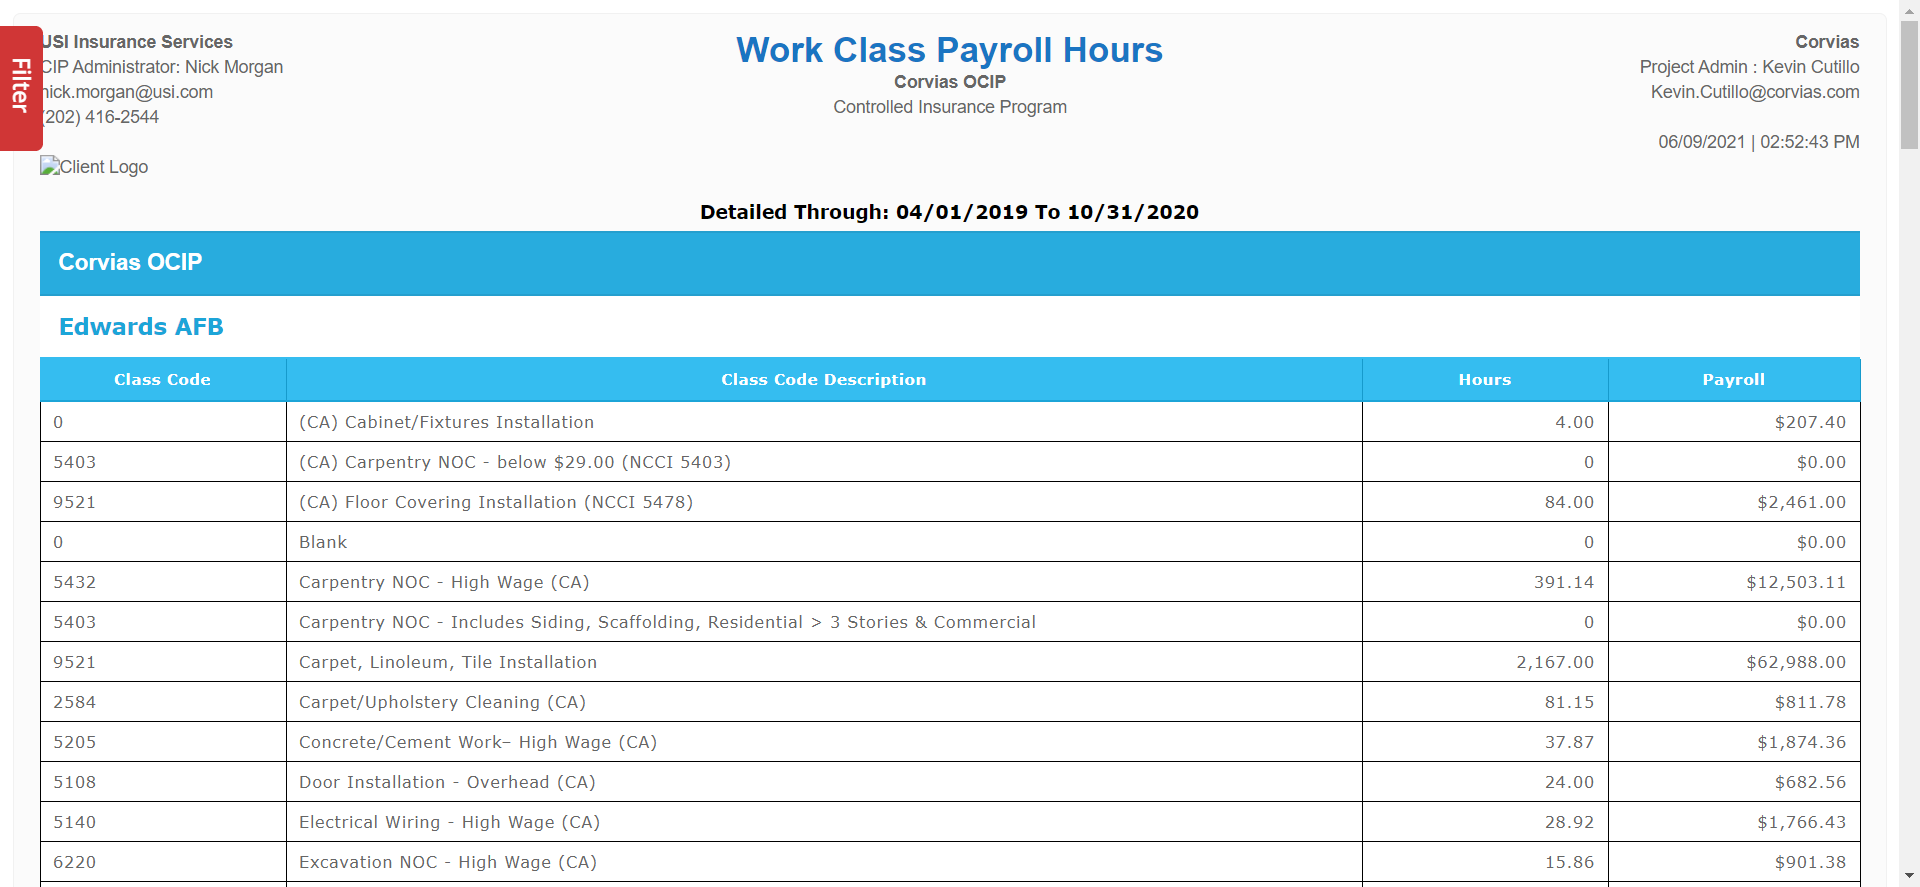 Filter
USI Insurance Services
CIP Administrator: Nick Morgan
nick.morgan@usi.com
(202) 416-2544
Client Logo
Work Class Payroll Hours
Corvias OCIP
Controlled Insurance Program
Corvias
Project Admin : Kevin Cutillo
Kevin.Cutillo@corvias.com
06/09/2021 | 02:52:43 PM
Detailed Through: 04/01/2019 To 10/31/2020
Corvias OCIP
Edwards AFB
Class Code Class Code Description Hours Payroll
0 (CA) Cabinet/Fixtures Installation 4.00 $207.40
5403 (CA) Carpentry NOC - below $29.00 (NCCI 5403) 0 $0.00
9521 (CA) Floor Covering Installation (NCCI 5478) 84.00 $2,461.00
0 Blank 0 $0.00
5432 Carpentry NOC - High Wage (CA) 391.14 $12,503.11
5403 Carpentry NOC - Includes Siding, Scaffolding, Residential > 3 Stories & Commercial 0 $0.00
9521 Carpet, Linoleum, Tile Installation 2,167.00 $62,988.00
2584 Carpet/Upholstery Cleaning (CA) 81.15 $811.78
5205 Concrete/Cement Work– High Wage (CA) 37.87 $1,874.36
5108 Door Installation - Overhead (CA) 24.00 $682.56
5140 Electrical Wiring - High Wage (CA) 28.92 $1,766.43
6220 Excavation NOC - High Wage (CA) 15.86 $901.38